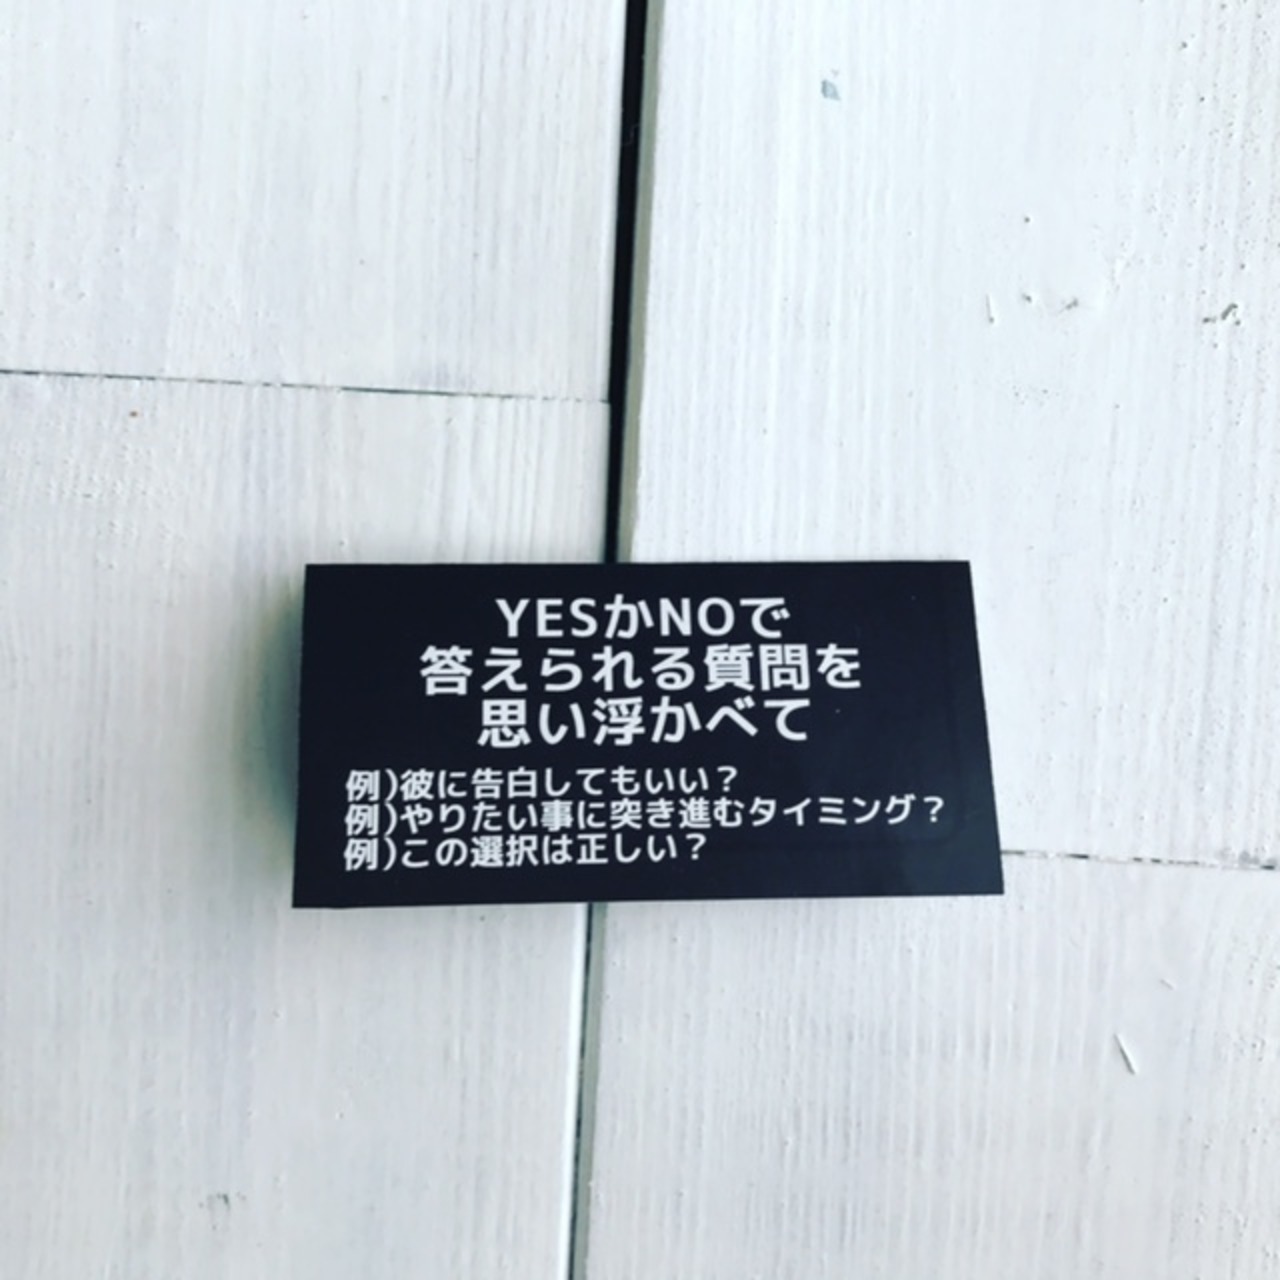 YESかNOで
答えられる質問を
思い浮かべて
例)彼に告白してもいい？
例)やりたい事に突き進むタイミング？
例)この選択は正しい？